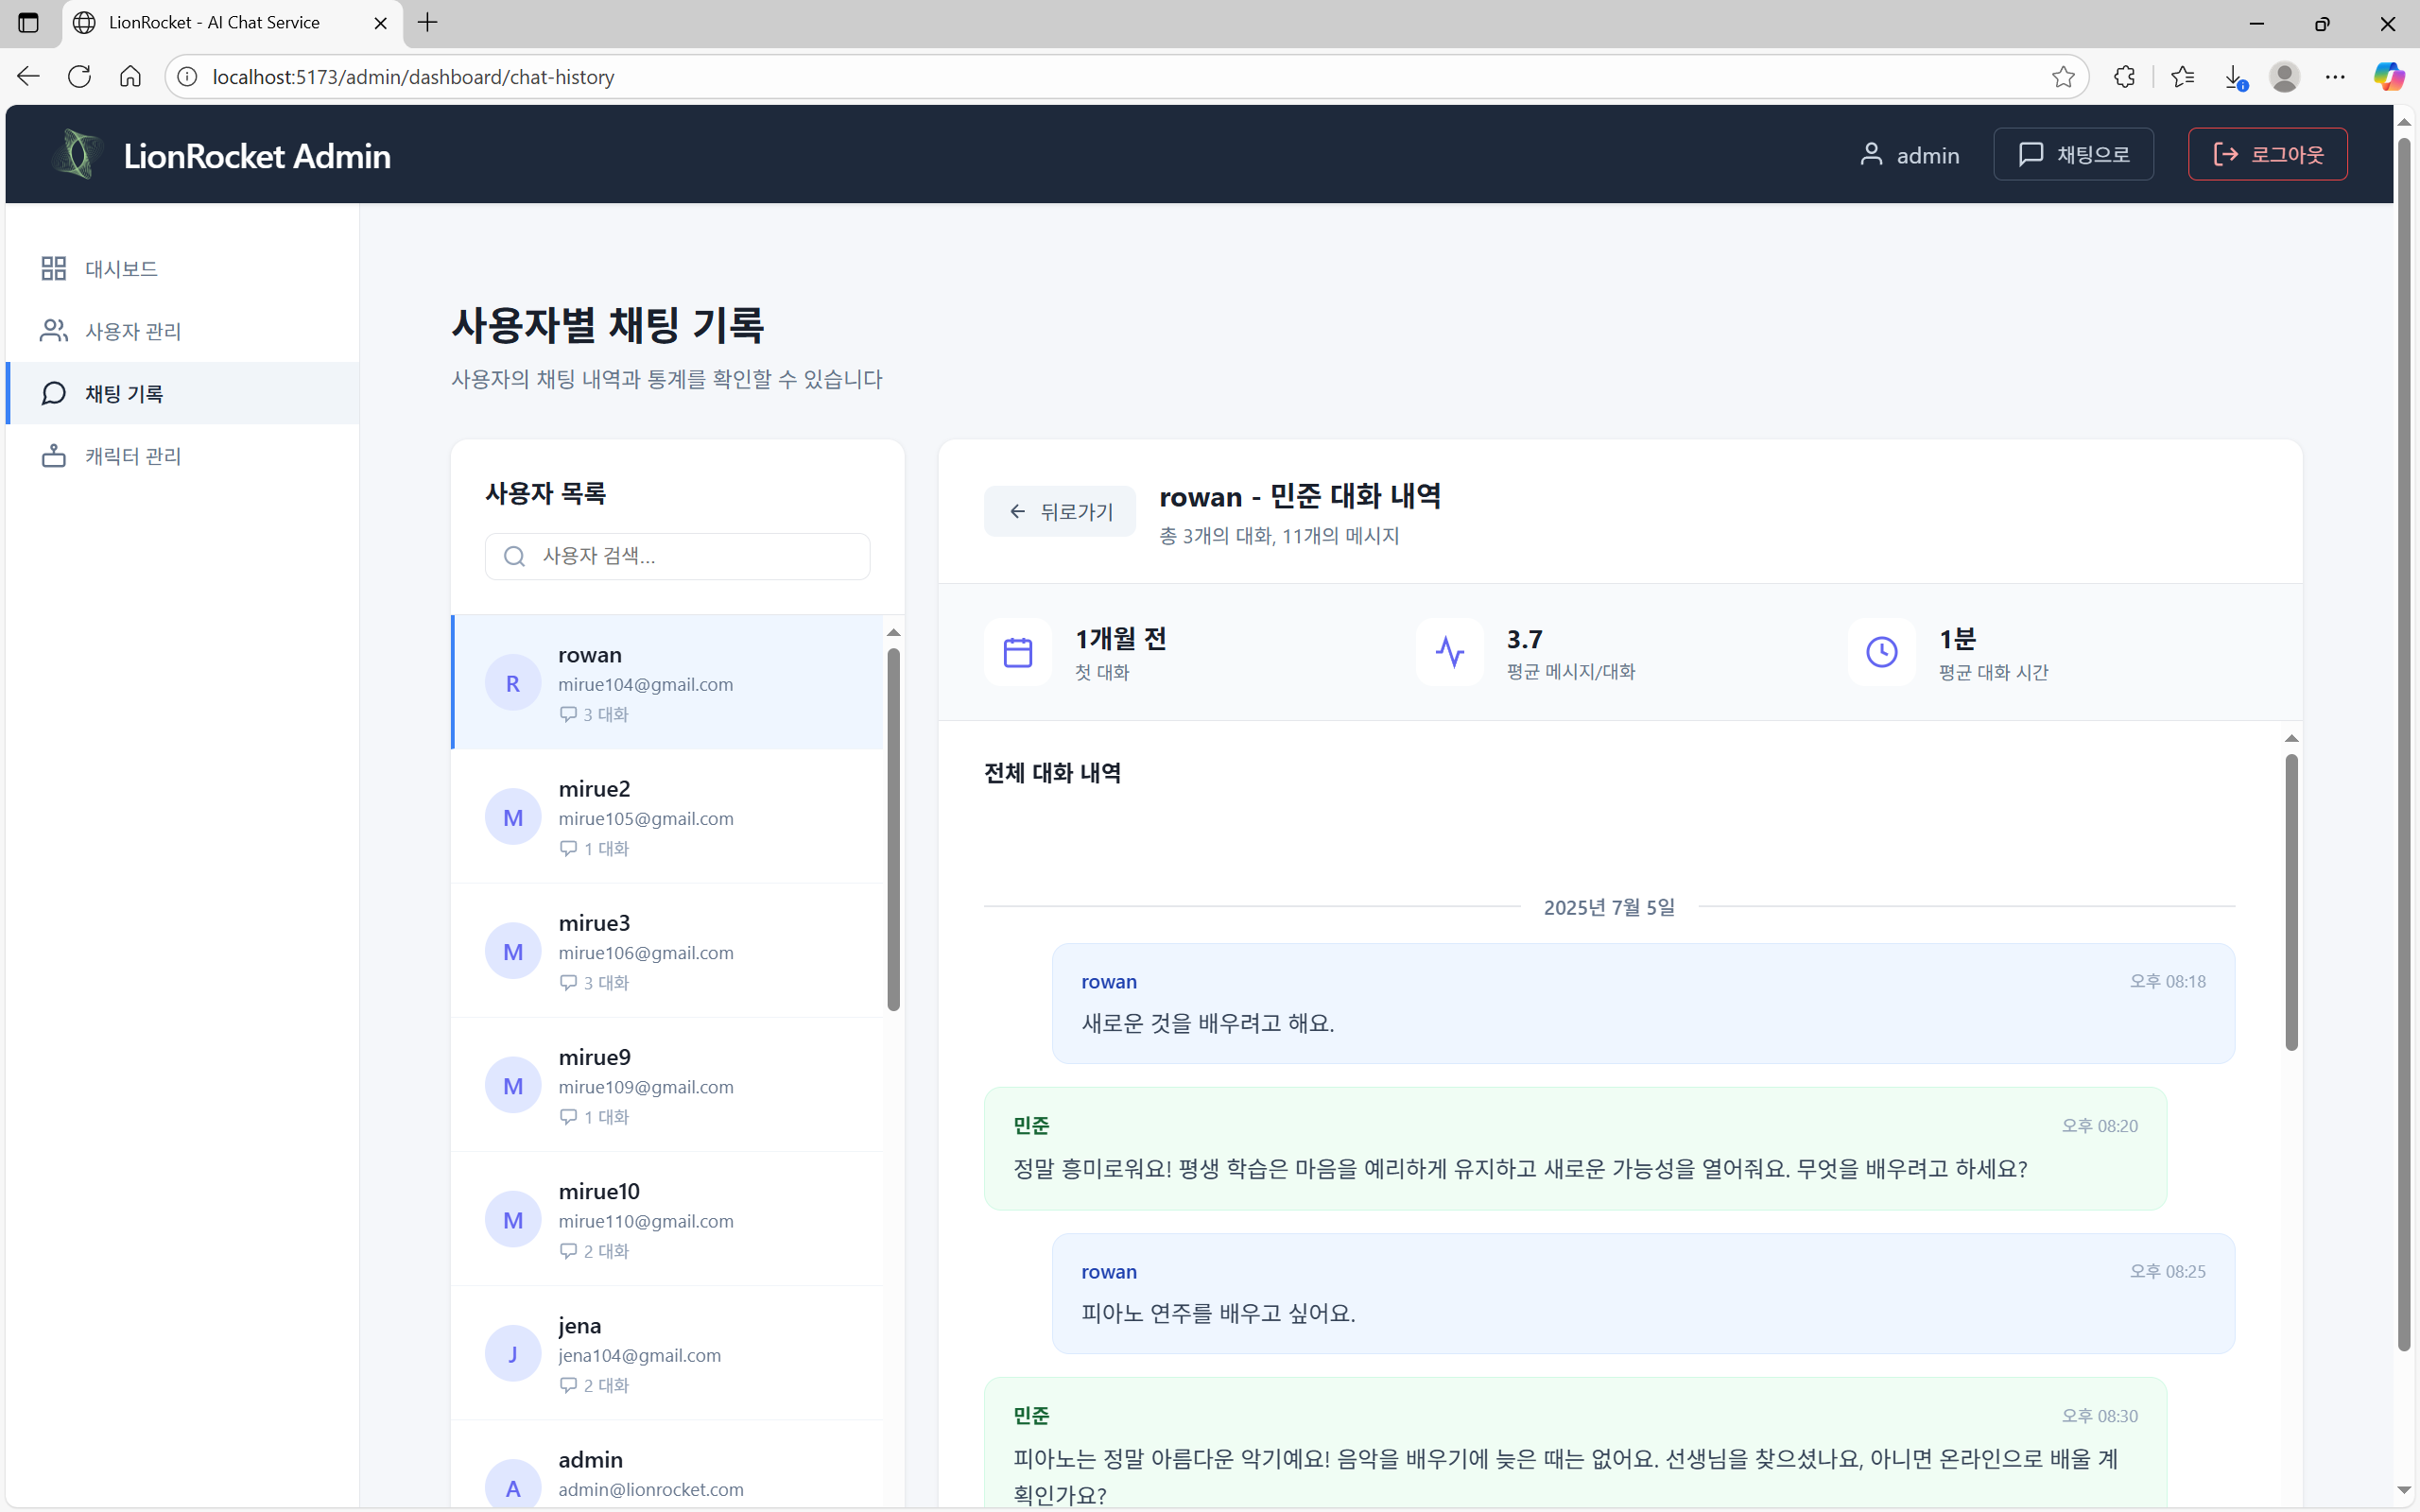 LionRocket - AI Chat Service
localhost:5173/admin/dashboard/chat-history
LionRocket Admin
admin
채팅으로
로그아웃
대시보드
사용자 관리
채팅 기록
캐릭터 관리
사용자별 채팅 기록
사용자의 채팅 내역과 통계를 확인할 수 있습니다
사용자 목록
사용자 검색...
R
rowan
mirue104@gmail.com
3 대화
M
mirue2
mirue105@gmail.com
1 대화
M
mirue3
mirue106@gmail.com
3 대화
M
mirue9
mirue109@gmail.com
1 대화
M
mirue10
mirue110@gmail.com
2 대화
J
jena
jena104@gmail.com
2 대화
A
admin
admin@lionrocket.com
뒤로가기
rowan - 민준 대화 내역
총 3개의 대화, 11개의 메시지
1개월 전
첫 대화
3.7
평균 메시지/대화
1분
평균 대화 시간
전체 대화 내역
2025년 7월 5일
rowan
오후 08:18
새로운 것을 배우려고 해요.
민준
오후 08:20
정말 흥미로워요! 평생 학습은 마음을 예리하게 유지하고 새로운 가능성을 열어줘요. 무엇을 배우려고 하세요?
rowan
오후 08:25
피아노 연주를 배우고 싶어요.
민준
오후 08:30
피아노는 정말 아름다운 악기예요! 음악을 배우기에 늦은 때는 없어요. 선생님을 찾으셨나요, 아니면 온라인으로 배울 계
획인가요?